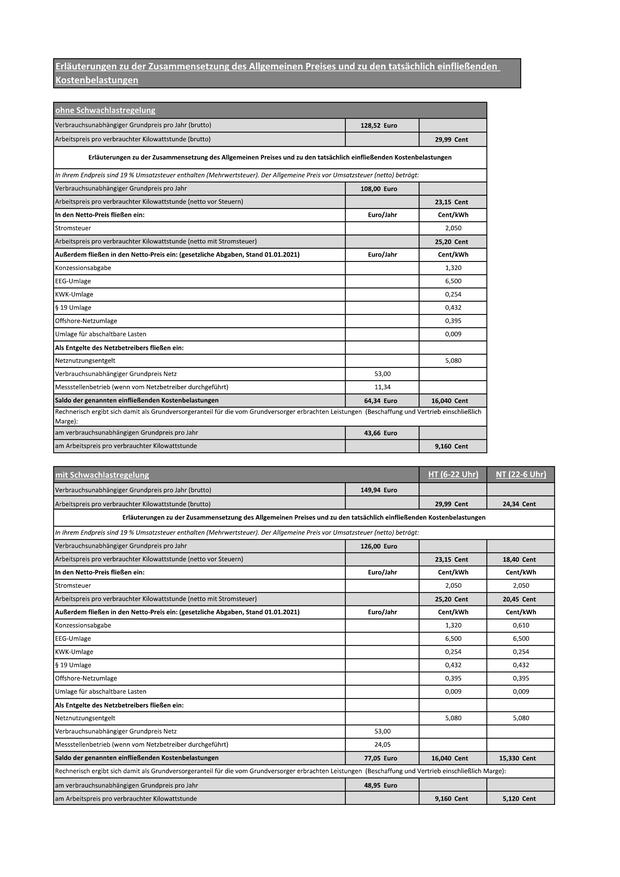 Erläuterungen zu der Zusammensetzung des Allgemeinen Preises und zu den tatsächlich einfließenden
Kostenbelastungen
ohne Schwachlastregelung
Verbrauchsunabhängiger Grundpreis pro Jahr (brutto) 128,52 Euro
Arbeitspreis pro verbrauchter Kilowattstunde (brutto) 29,99 Cent
Erläuterungen zu der Zusammensetzung des Allgemeinen Preises und zu den tatsächlich einfließenden Kostenbelastungen
In Ihrem Endpreis sind 19 % Umsatzsteuer enthalten (Mehrwertsteuer). Der Allgemeine Preis vor Umsatzsteuer (netto) beträgt:
Verbrauchsunabhängiger Grundpreis pro Jahr 108,00 Euro
Arbeitspreis pro verbrauchter Kilowattstunde (netto vor Steuern) 23,15 Cent
In den Netto-Preis fließen ein: Euro/Jahr Cent/kWh
Stromsteuer 2,050
Arbeitspreis pro verbrauchter Kilowattstunde (netto mit Stromsteuer) 25,20 Cent
Außerdem fließen in den Netto-Preis ein: (gesetzliche Abgaben, Stand 01.01.2021) Euro/Jahr Cent/kWh
Konzessionsabgabe 1,320
EEG-Umlage 6,500
KWK-Umlage 0,254
§ 19 Umlage 0,432
Offshore-Netzumlage 0,395
Umlage für abschaltbare Lasten 0,009
Als Entgelte des Netzbetreibers fließen ein:
Netznutzungsentgelt 5,080
Verbrauchsunabhängiger Grundpreis Netz 53,00
Messstellenbetrieb (wenn vom Netzbetreiber durchgeführt) 11,34
Saldo der genannten einfließenden Kostenbelastungen 64,34 Euro 16,040 Cent
Rechnerisch ergibt sich damit als Grundversorgeranteil für die vom Grundversorger erbrachten Leistungen (Beschaffung und Vertrieb einschließlich
Marge):
am verbrauchsunabhängigen Grundpreis pro Jahr 43,66 Euro
am Arbeitspreis pro verbrauchter Kilowattstunde 9,160 Cent
mit Schwachlastregelung HT (6-22 Uhr) NT (22-6 Uhr)
Verbrauchsunabhängiger Grundpreis pro Jahr (brutto) 149,94 Euro
Arbeitspreis pro verbrauchter Kilowattstunde (brutto) 29,99 Cent 24,34 Cent
Erläuterungen zu der Zusammensetzung des Allgemeinen Preises und zu den tatsächlich einfließenden Kostenbelastungen
In Ihrem Endpreis sind 19 % Umsatzsteuer enthalten (Mehrwertsteuer). Der Allgemeine Preis vor Umsatzsteuer (netto) beträgt:
Verbrauchsunabhängiger Grundpreis pro Jahr 126,00 Euro
Arbeitspreis pro verbrauchter Kilowattstunde (netto vor Steuern) 23,15 Cent 18,40 Cent
In den Netto-Preis fließen ein: Euro/Jahr Cent/kWh Cent/kWh
Stromsteuer 2,050 2,050
Arbeitspreis pro verbrauchter Kilowattstunde (netto mit Stromsteuer) 25,20 Cent 20,45 Cent
Außerdem fließen in den Netto-Preis ein: (gesetzliche Abgaben, Stand 01.01.2021) Euro/Jahr Cent/kWh Cent/kWh
Konzessionsabgabe 1,320 0,610
EEG-Umlage 6,500 6,500
KWK-Umlage 0,254 0,254
§ 19 Umlage 0,432 0,432
Offshore-Netzumlage 0,395 0,395
Umlage für abschaltbare Lasten 0,009 0,009
Als Entgelte des Netzbetreibers fließen ein:
Netznutzungsentgelt 5,080 5,080
Verbrauchsunabhängiger Grundpreis Netz 53,00
Messstellenbetrieb (wenn vom Netzbetreiber durchgeführt) 24,05
Saldo der genannten einfließenden Kostenbelastungen 77,05 Euro 16,040 Cent 15,330 Cent
Rechnerisch ergibt sich damit als Grundversorgeranteil für die vom Grundversorger erbrachten Leistungen (Beschaffung und Vertrieb einschließlich Marge):
am verbrauchsunabhängigen Grundpreis pro Jahr 48,95 Euro
am Arbeitspreis pro verbrauchter Kilowattstunde 9,160 Cent 5,120 Cent